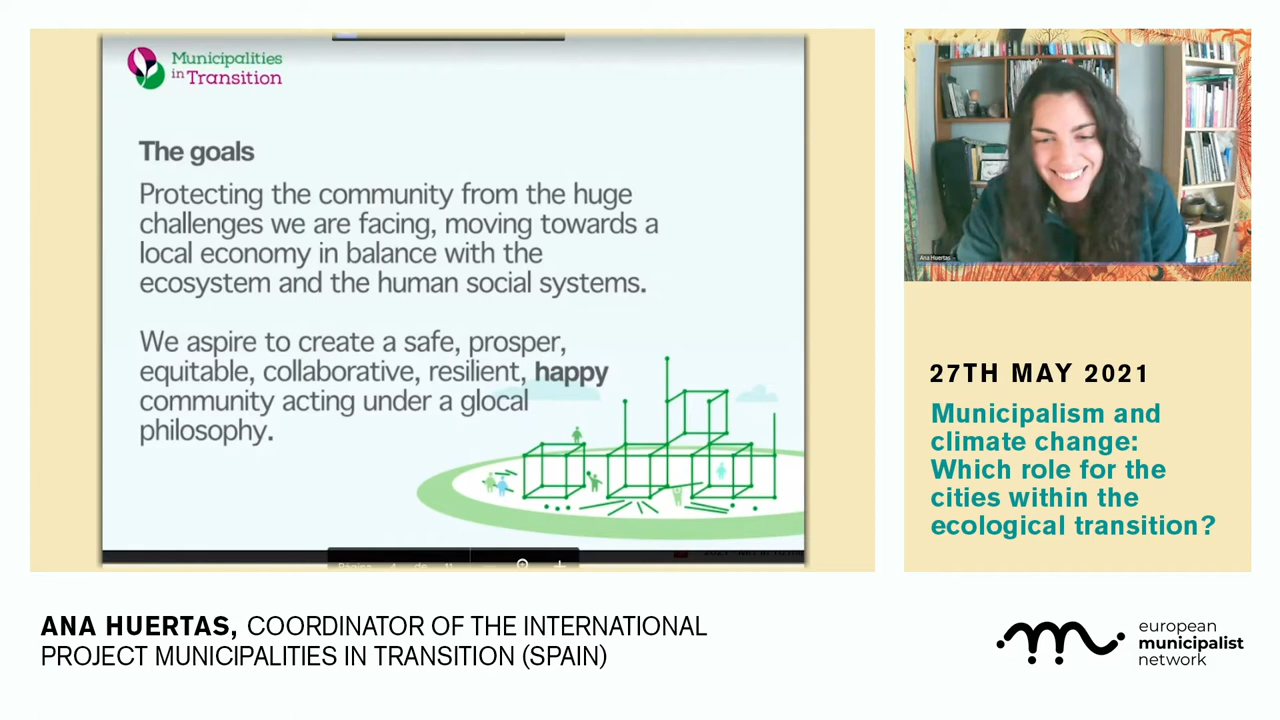 Municipalities
in Transition
The goals
Protecting the community from the huge
challenges we are facing, moving towards a
local economy in balance with the
ecosystem and the human social systems.
We aspire to create a safe, prosper,
equitable, collaborative, resilient, happy
community acting under a glocal
philosophy.
Ana Huertas
27TH MAY 2021
Municipalism and
climate change:
Which role for the
cities within the
ecological transition?
ANA HUERTAS, COORDINATOR OF THE INTERNATIONAL
PROJECT MUNICIPALITIES IN TRANSITION (SPAIN)
european
municipalist
network